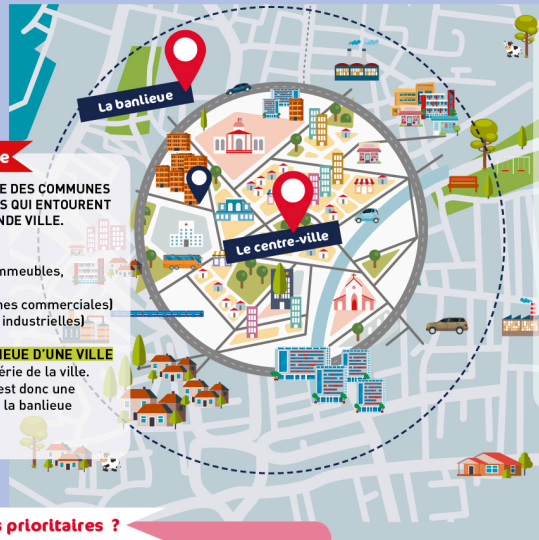 La banlieue
E DES COMMUNES
S QUI ENTOURENT
NDE VILLE.
Le centre-ville
mmeubles,
nes commerciales)
industrielles)
IEUE D'UNE VILLE
érie de la ville.
est donc une
la banlieue
s prioritaires ?